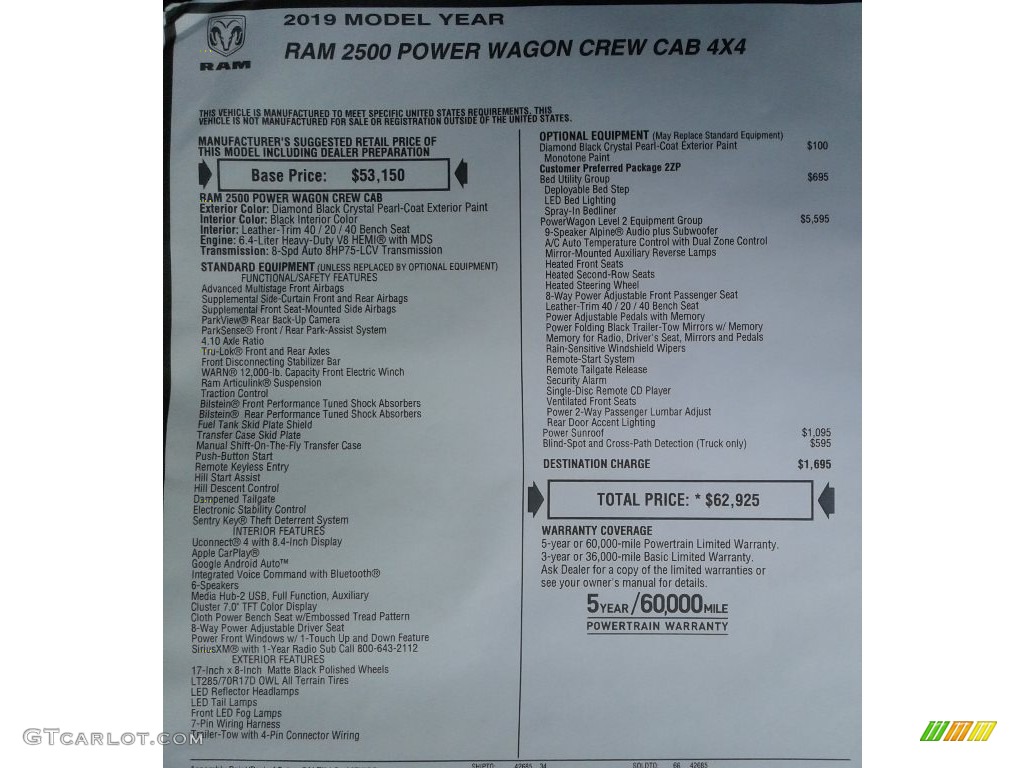 RAM
2019 MODEL YEAR
RAM 2500 POWER WAGON CREW CAB 4X4
THIS VEHICLE IS MANUFACTURED TO MEET SPECIFIC UNITED STATES REQUIREMENTS. THIS
VEHICLE IS NOT MANUFACTURED FOR SALE OR REGISTRATION OUTSIDE OF THE UNITED STATES.
MANUFACTURER'S SUGGESTED RETAIL PRICE OF
THIS MODEL INCLUDING DEALER PREPARATION
Base Price: $53,150
RAM 2500 POWER WAGON CREW CAB
Exterior Color: Diamond Black Crystal Pearl-Coat Exterior Paint
Interior Color: Black Interior Color
Interior: Leather-Trim 40 / 20 / 40 Bench Seat
Engine: 6.4-Liter Heavy-Duty V8 HEMI® with MDS
Transmission: 8-Spd Auto 8HP75-LCV Transmission
STANDARD EQUIPMENT (UNLESS REPLACED BY OPTIONAL EQUIPMENT)
FUNCTIONAL/SAFETY FEATURES
Advanced Multistage Front Airbags
Supplemental Side-Curtain Front and Rear Airbags
Supplemental Front Seat-Mounted Side Airbags
ParkView® Rear Back-Up Camera
ParkSense® Front / Rear Park-Assist System
4.10 Axle Ratio
Tru-Lok® Front and Rear Axles
Front Disconnecting Stabilizer Bar
WARN® 12,000-lb. Capacity Front Electric Winch
Ram Articulink® Suspension
Traction Control
Bilstein® Front Performance Tuned Shock Absorbers
Bilstein® Rear Performance Tuned Shock Absorbers
Fuel Tank Skid Plate Shield
Transfer Case Skid Plate
Manual Shift-On-The-Fly Transfer Case
Push-Button Start
Remote Keyless Entry
Hill Start Assist
Hill Descent Control
Dampened Tailgate
Electronic Stability Control
Sentry Key® Theft Deterrent System
INTERIOR FEATURES
Uconnect® 4 with 8.4-Inch Display
Apple CarPlay®
Google Android Auto™
Integrated Voice Command with Bluetooth®
6-Speakers
Media Hub-2 USB, Full Function, Auxiliary
Cluster 7.0" TFT Color Display
Cloth Power Bench Seat w/Embossed Tread Pattern
8-Way Power Adjustable Driver Seat
Power Front Windows w/ 1-Touch Up and Down Feature
SiriusXM® with 1-Year Radio Sub Call 800-643-2112
EXTERIOR FEATURES
17-Inch x 8-Inch Matte Black Polished Wheels
LT285/70R17D OWL All Terrain Tires
LED Reflector Headlamps
LED Tail Lamps
Front LED Fog Lamps
7-Pin Wiring Harness
Trailer-Tow with 4-Pin Connector Wiring
OPTIONAL EQUIPMENT (May Replace Standard Equipment)
Diamond Black Crystal Pearl-Coat Exterior Paint $100
Monotone Paint
Customer Preferred Package 2ZP
Bed Utility Group $695
Deployable Bed Step
LED Bed Lighting
Spray-In Bedliner
PowerWagon Level 2 Equipment Group $5,595
9-Speaker Alpine® Audio plus Subwoofer
A/C Auto Temperature Control with Dual Zone Control
Mirror-Mounted Auxiliary Reverse Lamps
Heated Front Seats
Heated Second-Row Seats
Heated Steering Wheel
8-Way Power Adjustable Front Passenger Seat
Leather-Trim 40 / 20 / 40 Bench Seat
Power Adjustable Pedals with Memory
Power Folding Black Trailer-Tow Mirrors w/ Memory
Memory for Radio, Driver's Seat, Mirrors and Pedals
Rain-Sensitive Windshield Wipers
Remote-Start System
Remote Tailgate Release
Security Alarm
Single-Disc Remote CD Player
Ventilated Front Seats
Power 2-Way Passenger Lumbar Adjust
Rear Door Accent Lighting
Power Sunroof $1,095
Blind-Spot and Cross-Path Detection (Truck only) $595
DESTINATION CHARGE $1,695
TOTAL PRICE: * $62,925
WARRANTY COVERAGE
5-year or 60,000-mile Powertrain Limited Warranty.
3-year or 36,000-mile Basic Limited Warranty.
Ask Dealer for a copy of the limited warranties or
see your owner's manual for details.
5YEAR/60,000MILE
POWERTRAIN WARRANTY
GTcarlot.com